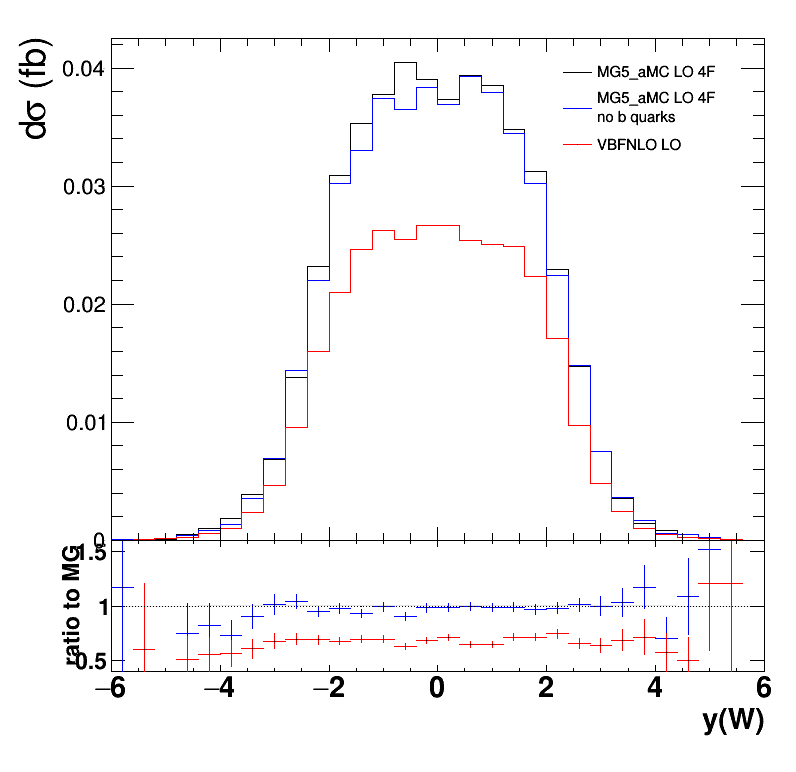 dσ (fb)
0.04
0.03
0.02
0.01
0
MG5_aMC LO 4F
MG5_aMC LO 4F
no b quarks
VBFNLO LO
ratio to MG
1.5
1
0.5
−6
−4
−2
0
2
4
6
y(W)